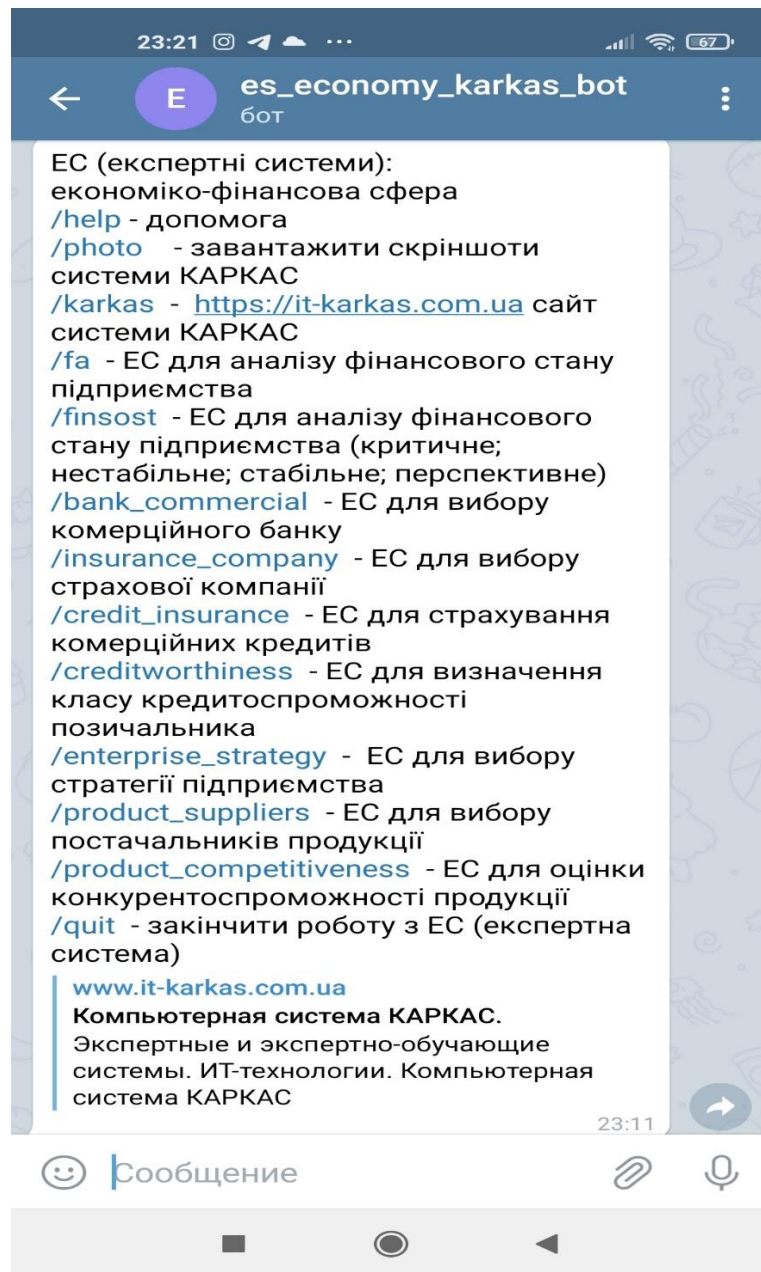 23:21
67
E
es_economy_karkas_bot
бот
ЕС (експертні системи):
економіко-фінансова сфера
/help - допомога
/photo - завантажити скріншоти
системи КАРКАС
/karkas - https://it-karkas.com.ua сайт
системи КАРКАС
/fa - ЕС для аналізу фінансового стану
підприємства
/finsost - ЕС для аналізу фінансового
стану підприємства (критичне;
нестабільне; стабільне; перспективне)
/bank_commercial - ЕС для вибору
комерційного банку
/insurance_company - ЕС для вибору
страхової компанії
/credit_insurance - ЕС для страхування
комерційних кредитів
/creditworthiness - ЕС для визначення
класу кредитоспроможності
позичальника
/enterprise_strategy - ЕС для вибору
стратегії підприємства
/product_suppliers - ЕС для вибору
постачальників продукції
/product_competitiveness - ЕС для оцінки
конкурентоспроможності продукції
/quit - закінчити роботу з ЕС (експертна
система)
www.it-karkas.com.ua
Компьютерная система КАРКАС.
Экспертные и экспертно-обучающие
системы. ИТ-технологии. Компьютерная
система КАРКАС
23:11
Сообщение